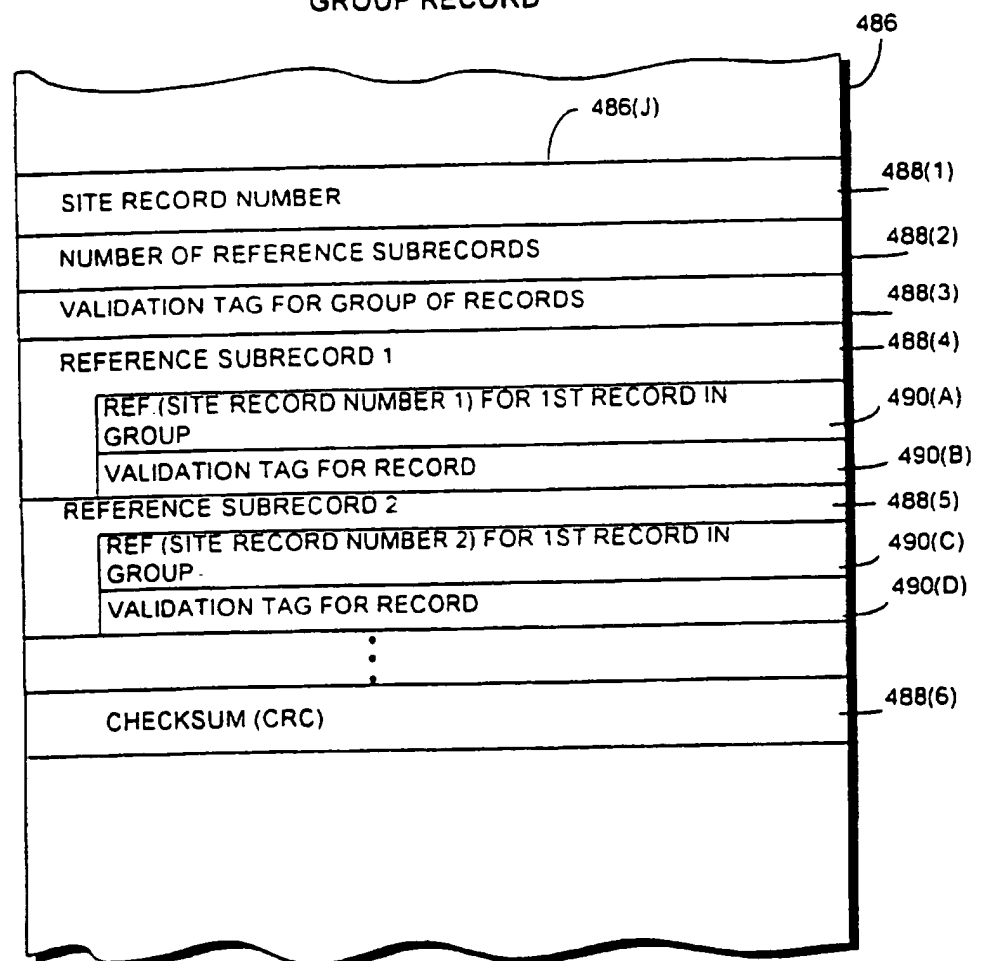 GROUP RECORD
486
486(J)
SITE RECORD NUMBER
488(1)
NUMBER OF REFERENCE SUBRECORDS
488(2)
VALIDATION TAG FOR GROUP OF RECORDS
488(3)
REFERENCE SUBRECORD 1
488(4)
REF. (SITE RECORD NUMBER 1) FOR 1ST RECORD IN
GROUP
490(A)
VALIDATION TAG FOR RECORD
490(B)
REFERENCE SUBRECORD 2
488(5)
REF (SITE RECORD NUMBER 2) FOR 1ST RECORD IN
GROUP
490(C)
VALIDATION TAG FOR RECORD
490(D)
CHECKSUM (CRC)
488(6)